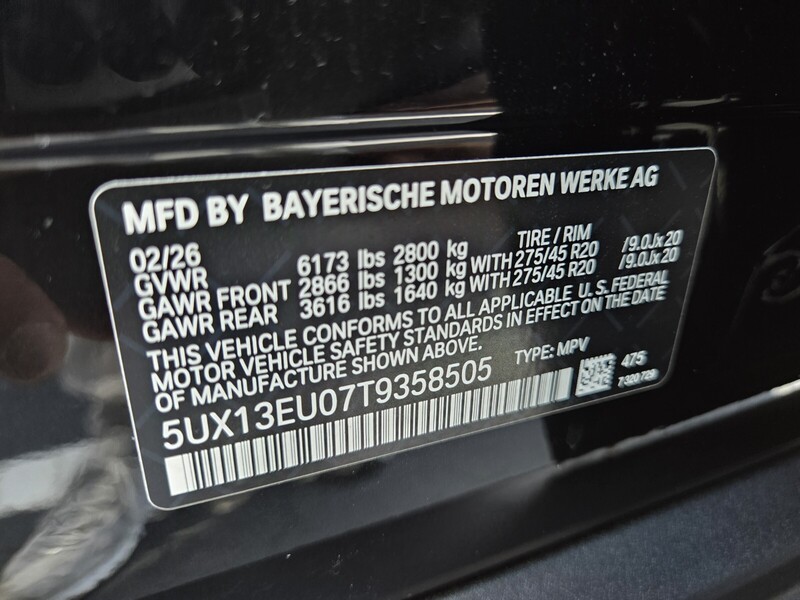 MFD BY BAYERISCHE MOTOREN WERKE AG
02/26 TIRE / RIM
GVWR 6173 lbs 2800 kg
GAWR FRONT 2866 lbs 1300 kg WITH 275/45 R20 /9.0Jx20
GAWR REAR 3616 lbs 1640 kg WITH 275/45 R20 /9.0Jx20
THIS VEHICLE CONFORMS TO ALL APPLICABLE U.S. FEDERAL
MOTOR VEHICLE SAFETY STANDARDS IN EFFECT ON THE DATE
OF MANUFACTURE SHOWN ABOVE.
TYPE: MPV 475
5UX13EU07T9358505